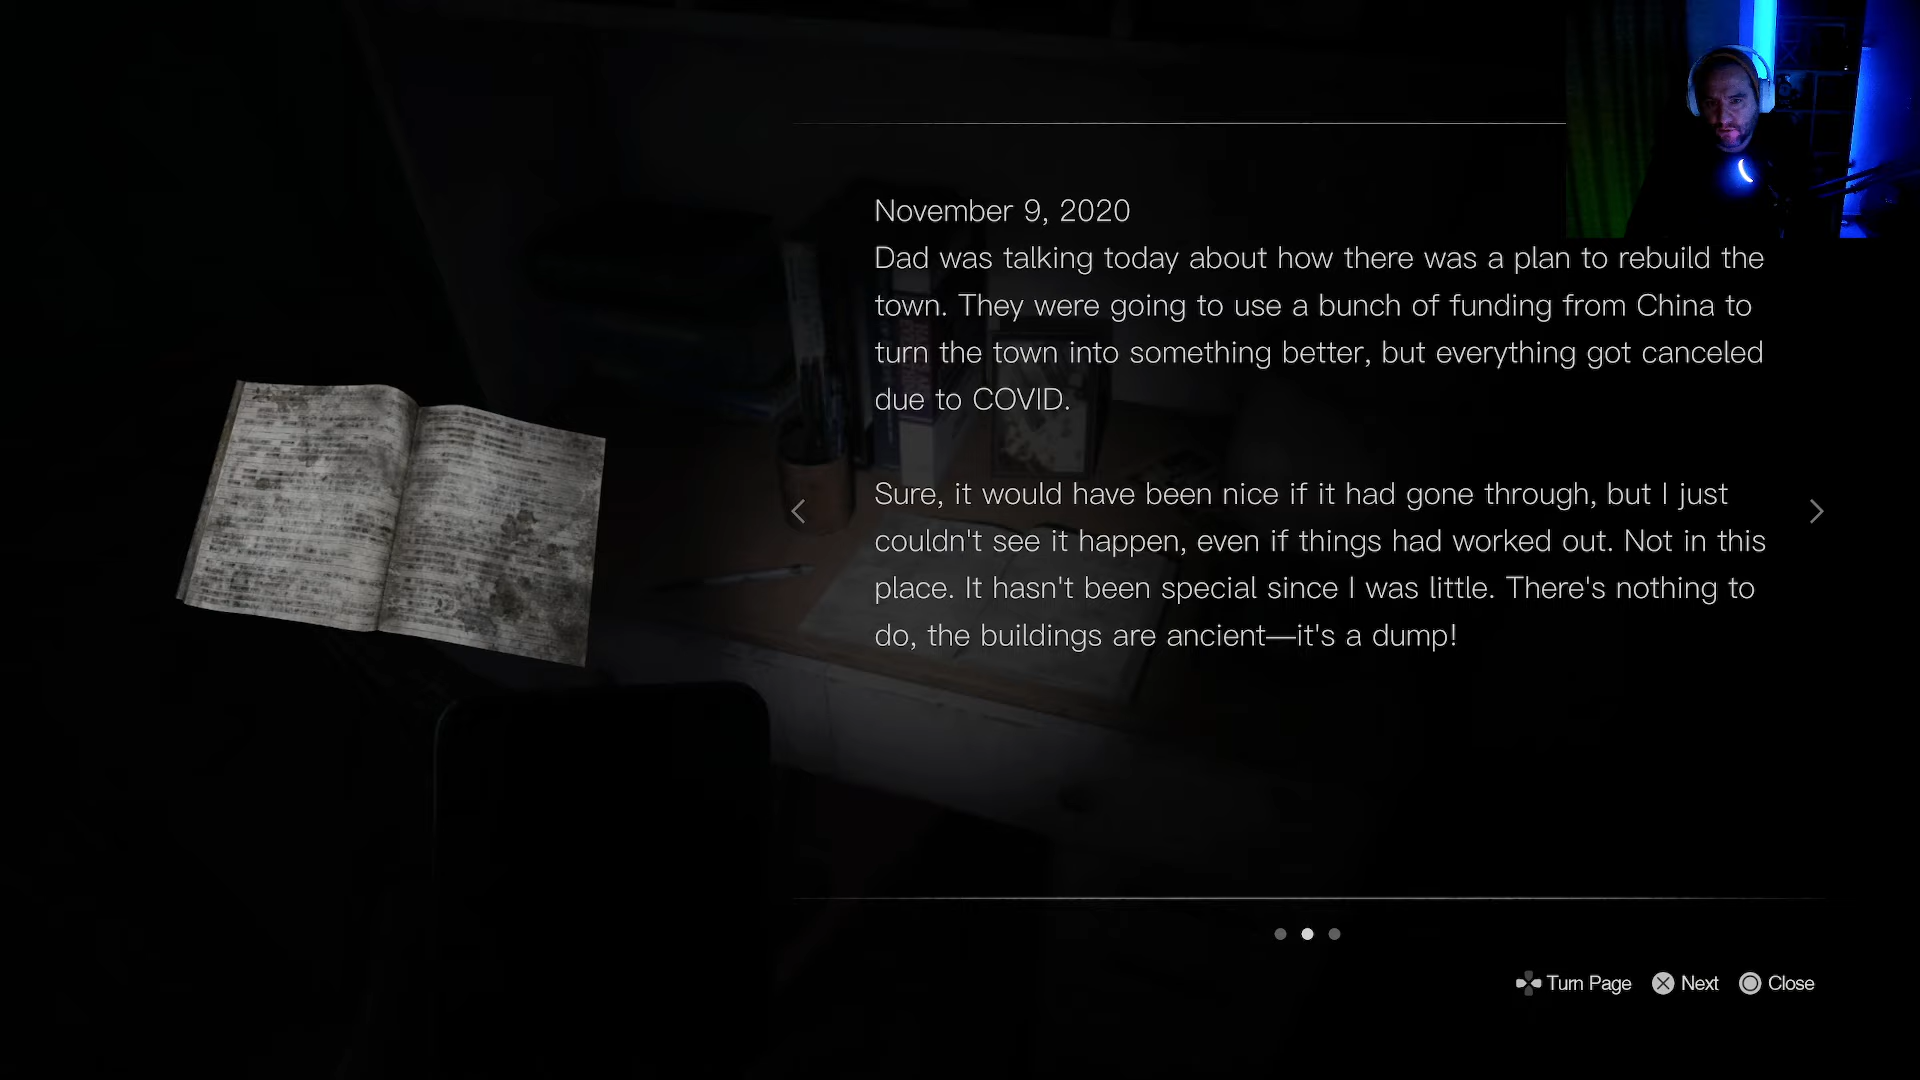 November 9, 2020
Dad was talking today about how there was a plan to rebuild the
town. They were going to use a bunch of funding from China to
turn the town into something better, but everything got canceled
due to COVID.
Sure, it would have been nice if it had gone through, but I just
couldn't see it happen, even if things had worked out. Not in this
place. It hasn't been special since I was little. There's nothing to
do, the buildings are ancient—it's a dump!
Turn Page Next Close